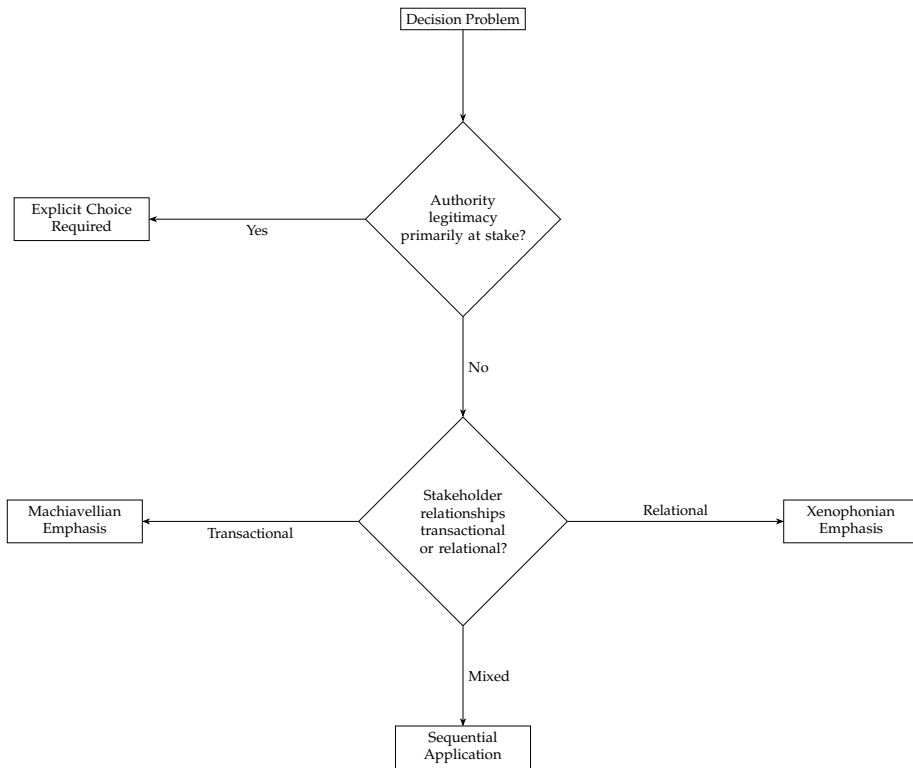 Decision Problem
Authority
legitimacy
primarily at stake?
Explicit Choice
Required
Yes
No
Stakeholder
relationships
transactional
or relational?
Machiavellian
Emphasis
Transactional
Relational
Xenophonian
Emphasis
Mixed
Sequential
Application